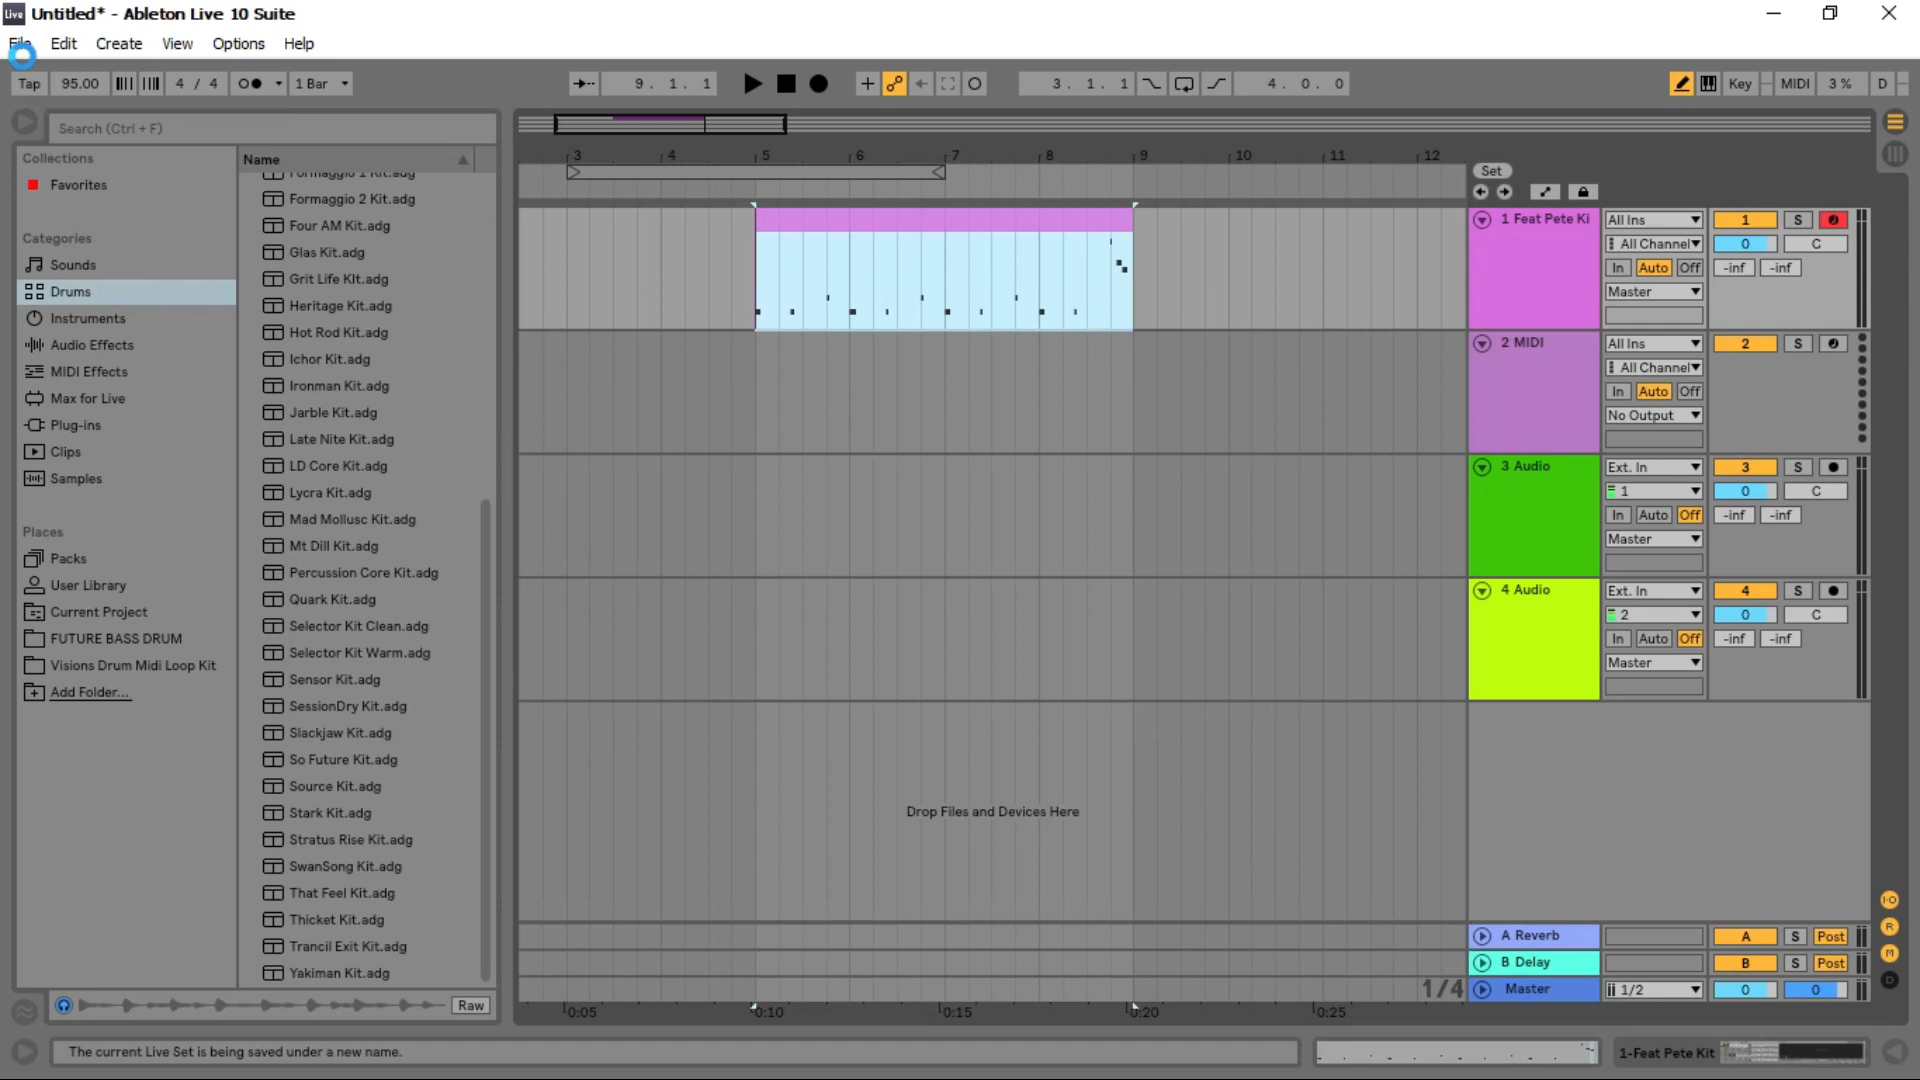 Live Untitled* - Ableton Live 10 Suite
File Edit Create View Options Help
Tap 95.00 4 / 4 1 Bar 9. 1. 1 3. 1. 1 4. 0. 0 Key MIDI 3 % D
Search (Ctrl + F)
Collections
Favorites
Categories
Sounds
Drums
Instruments
Audio Effects
MIDI Effects
Max for Live
Plug-ins
Clips
Samples
Places
Packs
User Library
Current Project
FUTURE BASS DRUM
Visions Drum Midi Loop Kit
Add Folder...
Name
Formaggio 1 Kit.adg
Formaggio 2 Kit.adg
Four AM Kit.adg
Glas Kit.adg
Grit Life KIt.adg
Heritage Kit.adg
Hot Rod Kit.adg
Ichor Kit.adg
Ironman Kit.adg
Jarble Kit.adg
Late Nite Kit.adg
LD Core Kit.adg
Lycra Kit.adg
Mad Mollusc Kit.adg
Mt Dill Kit.adg
Percussion Core Kit.adg
Quark Kit.adg
Selector Kit Clean.adg
Selector Kit Warm.adg
Sensor Kit.adg
SessionDry Kit.adg
Slackjaw Kit.adg
So Future Kit.adg
Source Kit.adg
Stark Kit.adg
Stratus Rise Kit.adg
SwanSong Kit.adg
That Feel Kit.adg
Thicket Kit.adg
Trancil Exit Kit.adg
Yakiman Kit.adg
Raw
3 4 5 6 7 8 9 10 11 12
Set
1 Feat Pete Ki All Ins 1 S
All Channel 0 C
In Auto Off -inf -inf
Master
2 MIDI All Ins 2 S
All Channel
In Auto Off
No Output
3 Audio Ext. In 3 S
1 0 C
In Auto Off -inf -inf
Master
4 Audio Ext. In 4 S
2 0 C
In Auto Off -inf -inf
Master
Drop Files and Devices Here
I·O
R
M
D
A Reverb A S Post
B Delay B S Post
1/4 Master 1/2 0 0
0:05 0:10 0:15 0:20 0:25
The current Live Set is being saved under a new name.
1-Feat Pete Kit